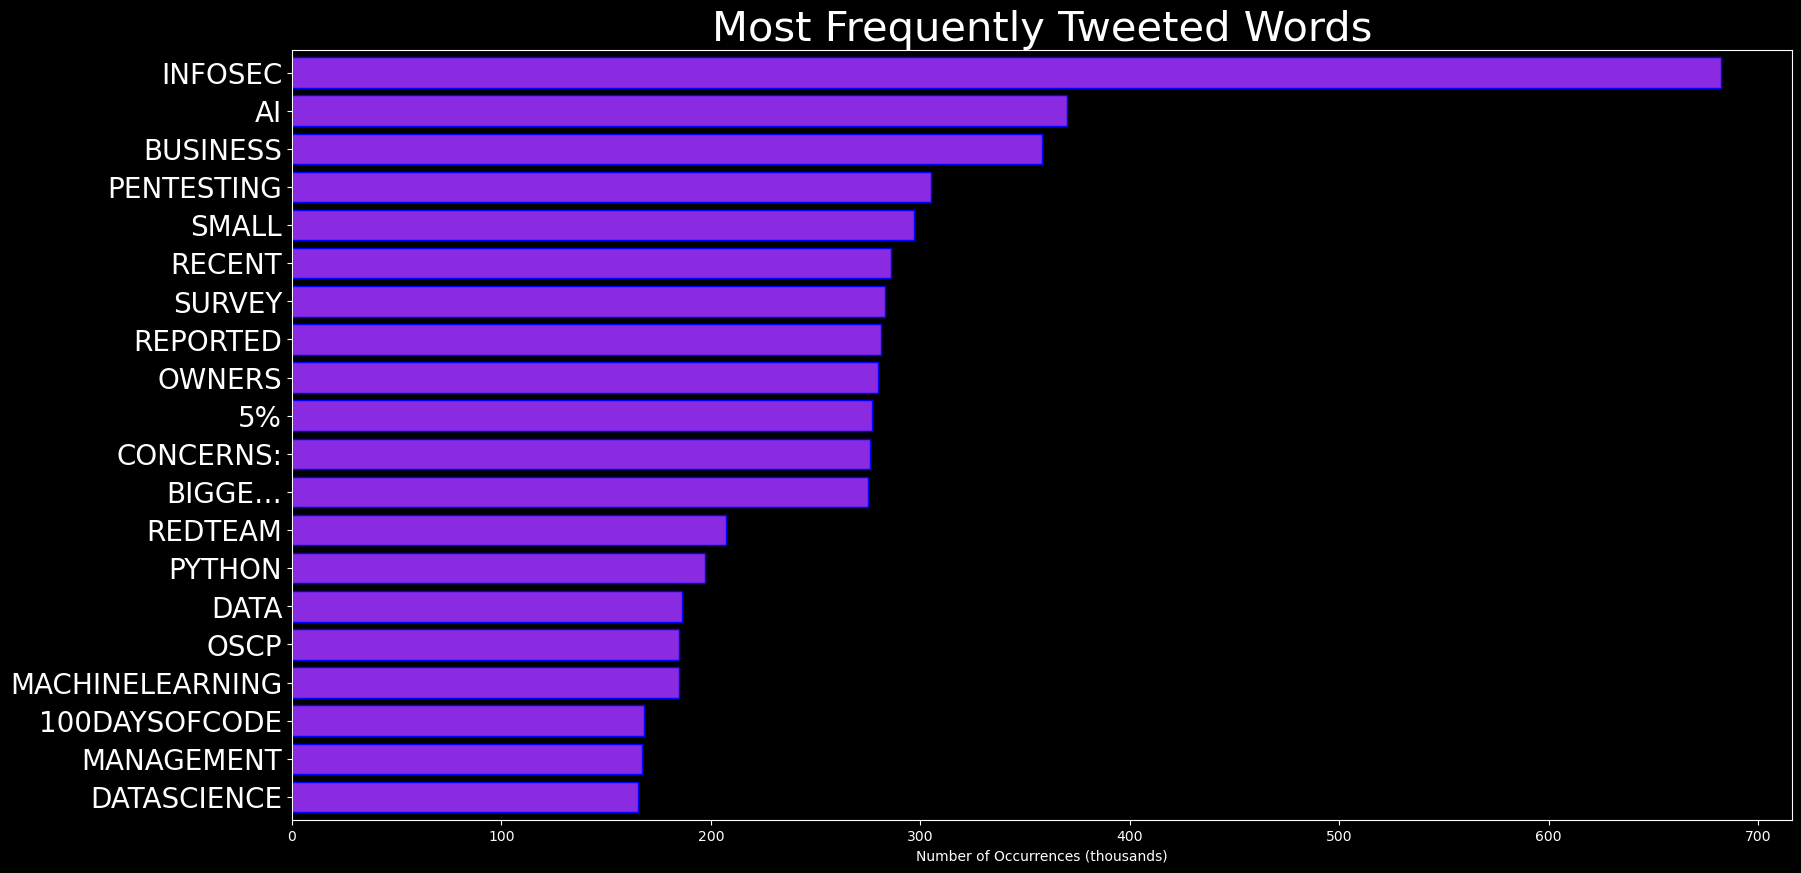 Most Frequently Tweeted Words
INFOSEC
AI
BUSINESS
PENTESTING
SMALL
RECENT
SURVEY
REPORTED
OWNERS
5%
CONCERNS:
BIGGE…
REDTEAM
PYTHON
DATA
OSCP
MACHINELEARNING
100DAYSOFCODE
MANAGEMENT
DATASCIENCE
0 100 200 300 400 500 600 700
Number of Occurrences (thousands)